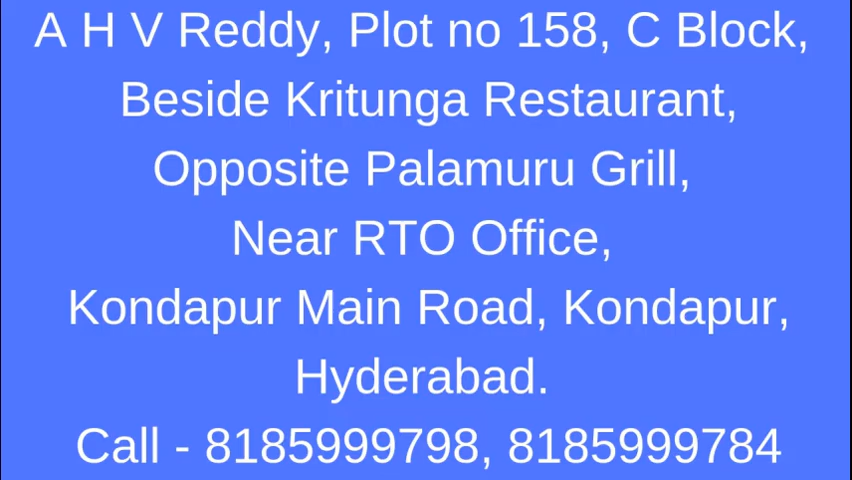 A H V Reddy, Plot no 158, C Block,
Beside Kritunga Restaurant,
Opposite Palamuru Grill,
Near RTO Office,
Kondapur Main Road, Kondapur,
Hyderabad.
Call - 8185999798, 8185999784